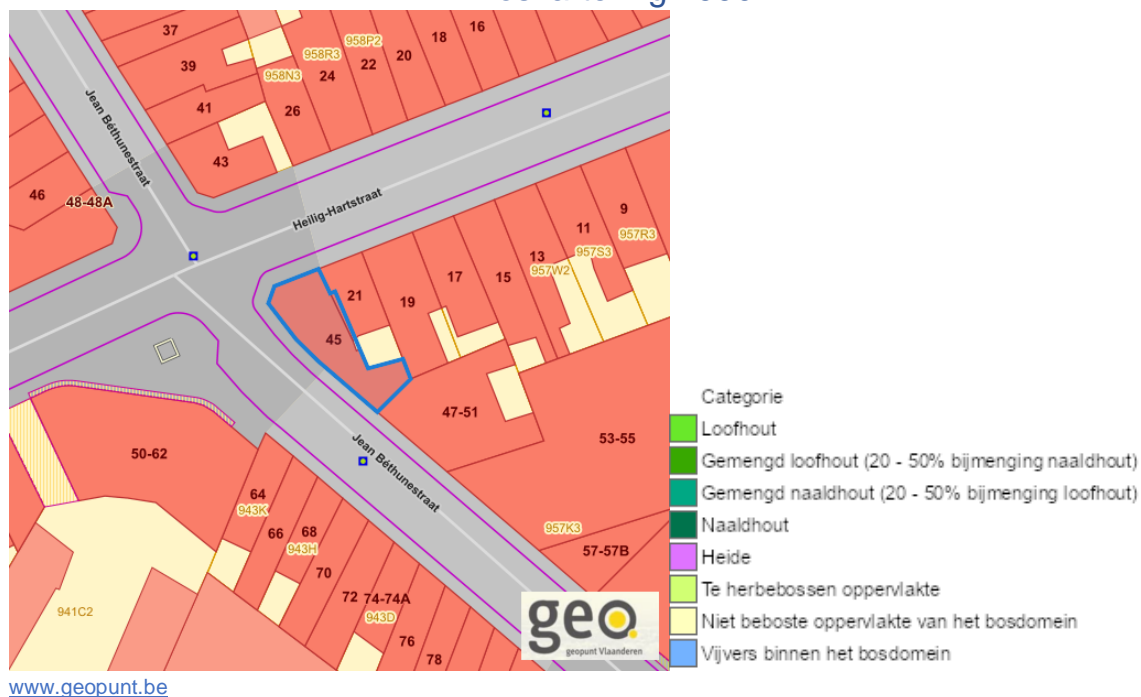 37
16
18
958P2
958R3
20
22
39
24
958N3
41
26
Jean Béthunestraat
43
46
48-48A
Heilig-Hartstraat
9
11
957R3
957S3
13
957W2
17
15
21
19
45
47-51
53-55
50-62
Jean Béthunestraat
64
943K
66
68
943H
70
957K3
57-57B
72
74-74A
943D
941C2
76
78
geo
geopunt Vlaanderen
Categorie
Loofhout
Gemengd loofhout (20 - 50% bijmenging naaldhout)
Gemengd naaldhout (20 - 50% bijmenging loofhout)
Naaldhout
Heide
Te herbebossen oppervlakte
Niet beboste oppervlakte van het bosdomein
Vijvers binnen het bosdomein
www.geopunt.be